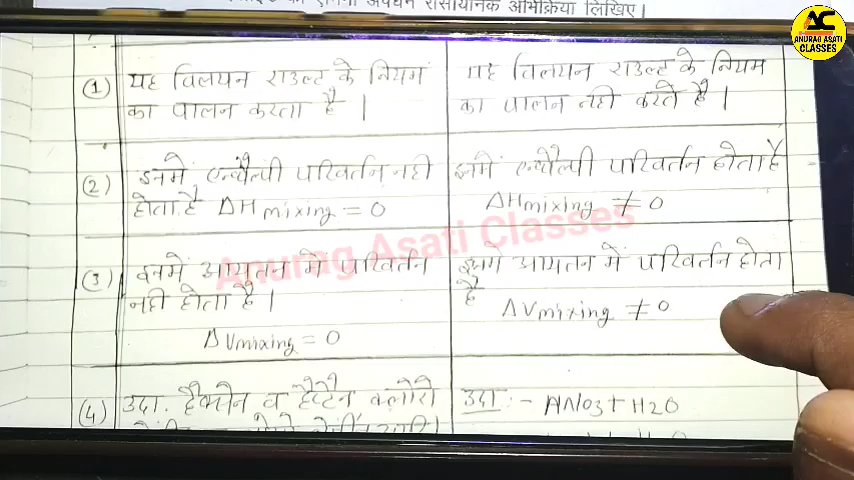 अपचयन रासायनिक अभिक्रिया लिखिए।
AC
ANURAG ASATI
CLASSES
(1) यह विलयन राउल्ट के नियम
का पालन करता है ।
यह विलयन राउल्ट के नियम
का पालन नही करते है ।
(2) इनमें एन्थैल्पी परिवर्तन नही
होता है ΔHmixing = 0
इनमें एन्थैल्पी परिवर्तन होता है
ΔHmixing ≠ 0
(3) इनमें आयतन में परिवर्तन
नही होता है ।
ΔVmixing = 0
इनमें आयतन में परिवर्तन होता
है
ΔVmixing ≠ 0
(4) उदा. हैक्सेन व हैप्टेन क्लोरो
उदा :- HNO3 + H2O
Anurag Asati Classes